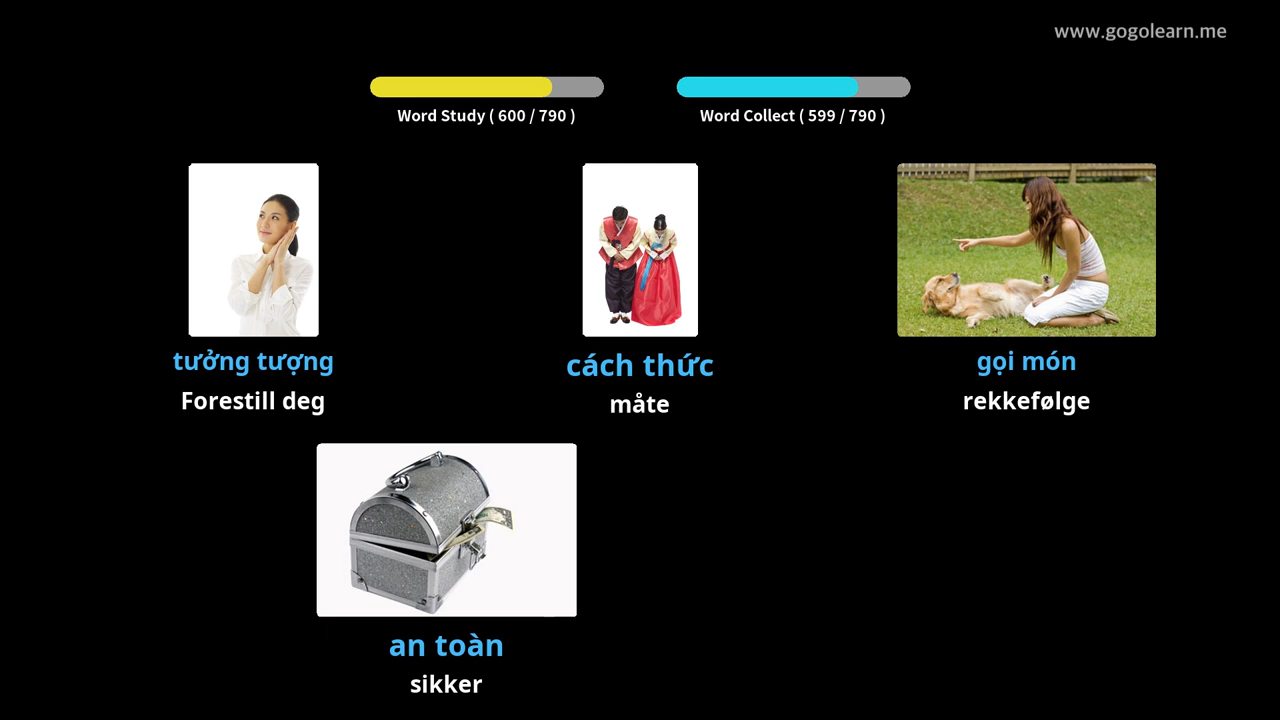 www.gogolearn.me
Word Study ( 600 / 790 )
Word Collect ( 599 / 790 )
tưởng tượng
Forestill deg
cách thức
måte
gọi món
rekkefølge
an toàn
sikker